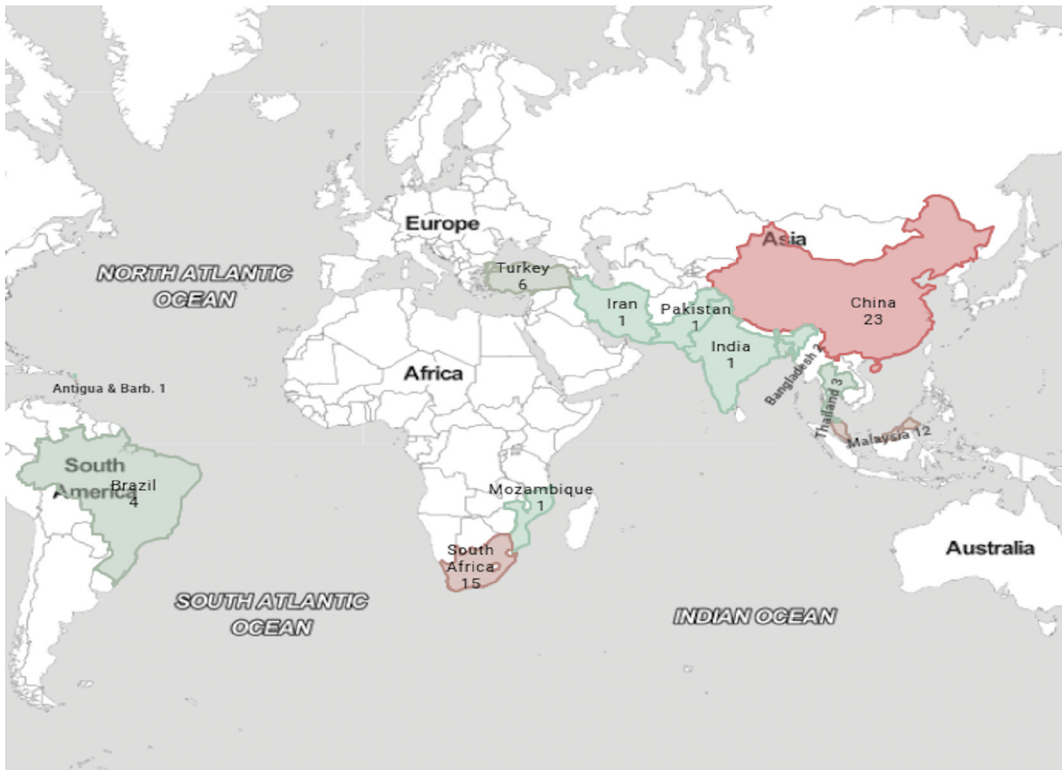 Europe
Asia
NORTH ATLANTIC
OCEAN
Turkey
6
Iran
1
Pakistan
1
China
23
India
1
Bangladesh 2
Africa
Antigua & Barb. 1
Thailand 3
Malaysia 12
South
America
Brazil
4
Mozambique
1
South
Africa
15
Australia
SOUTH ATLANTIC
OCEAN
INDIAN OCEAN